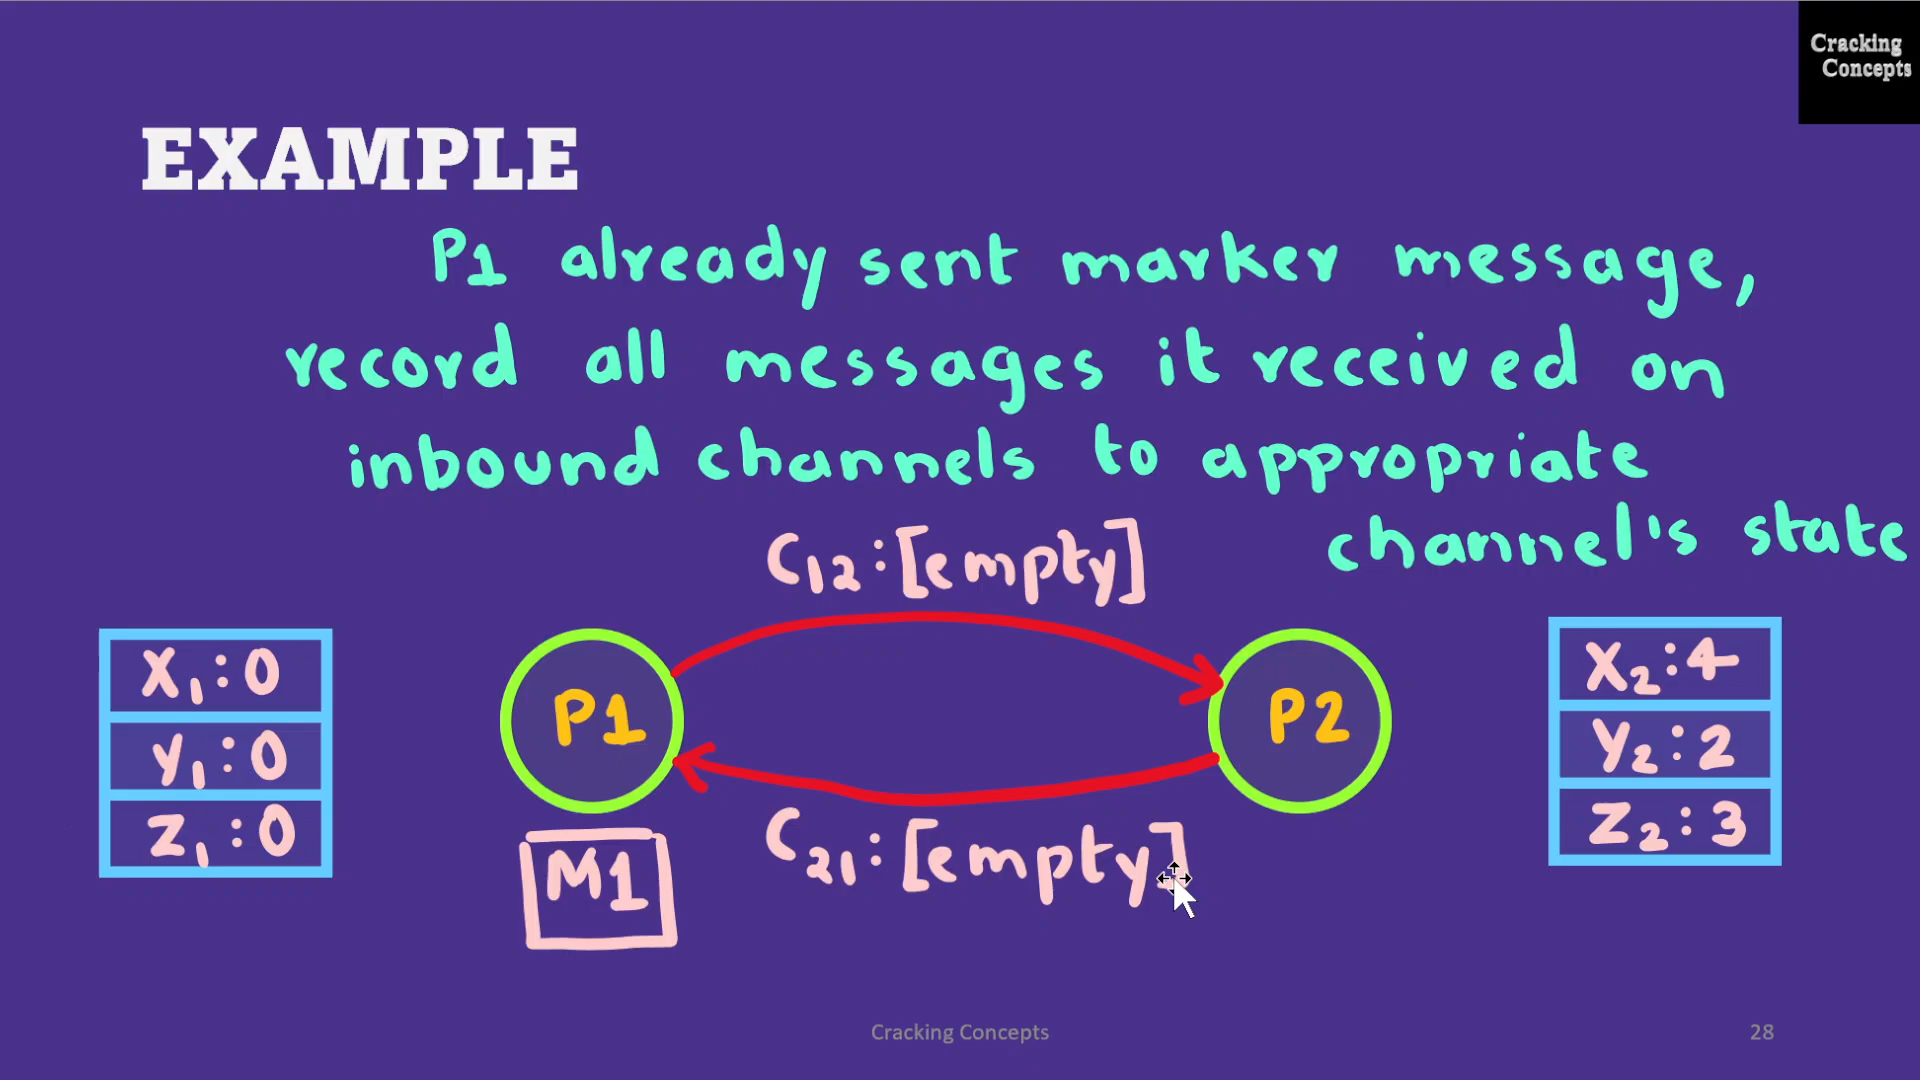 Cracking
Concepts
EXAMPLE
P1 already sent marker message,
record all messages it received on
inbound channels to appropriate
channel's state
C12:[empty]
X1:0
Y1:0
Z1:0
P1
P2
X2:4
Y2:2
Z2:3
M1
C21:[empty]
Cracking Concepts
28